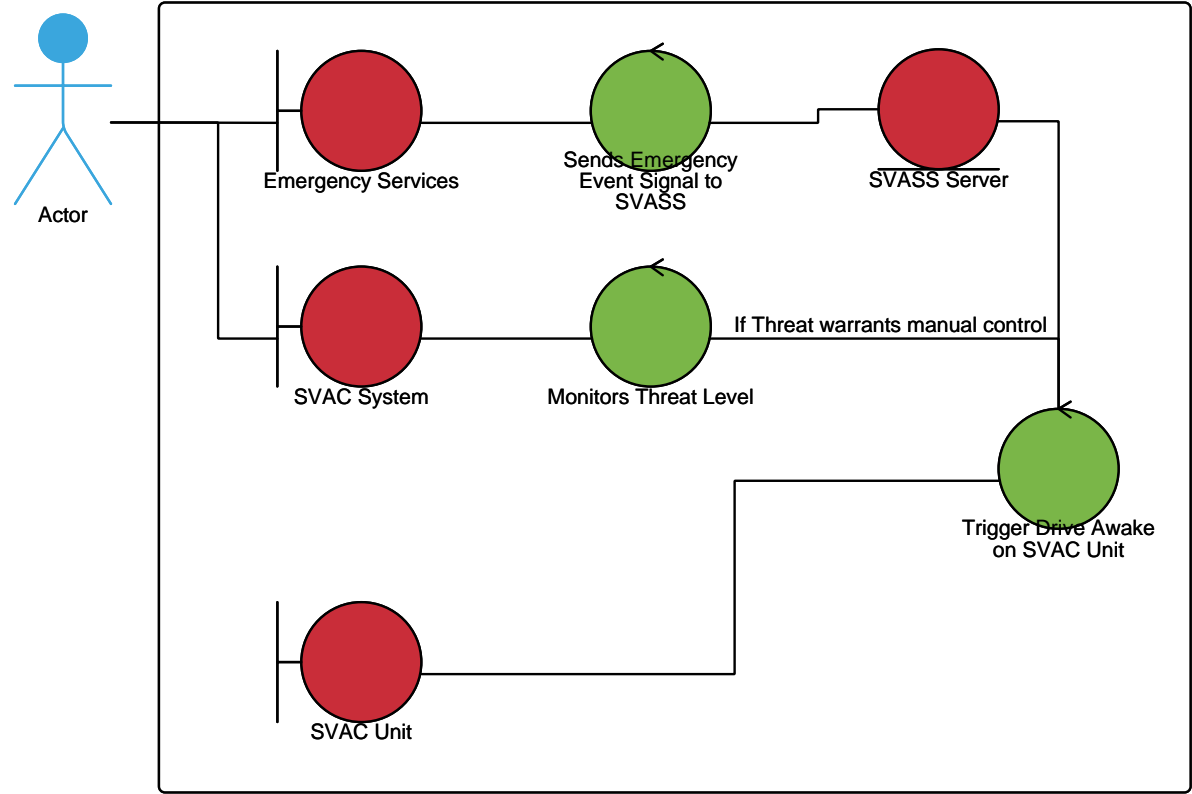 Actor
Emergency Services
Sends Emergency
Event Signal to
SVASS
SVASS Server
SVAC System
Monitors Threat Level
If Threat warrants manual control
Trigger Drive Awake
on SVAC Unit
SVAC Unit